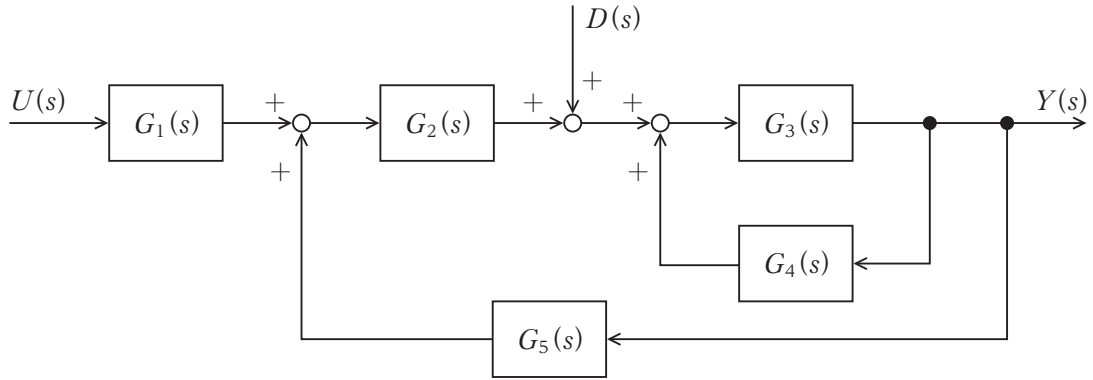 D(s)
+
U(s)
G₁(s)
+
G₂(s)
+
+
G₃(s)
Y(s)
+
+
G₄(s)
G₅(s)